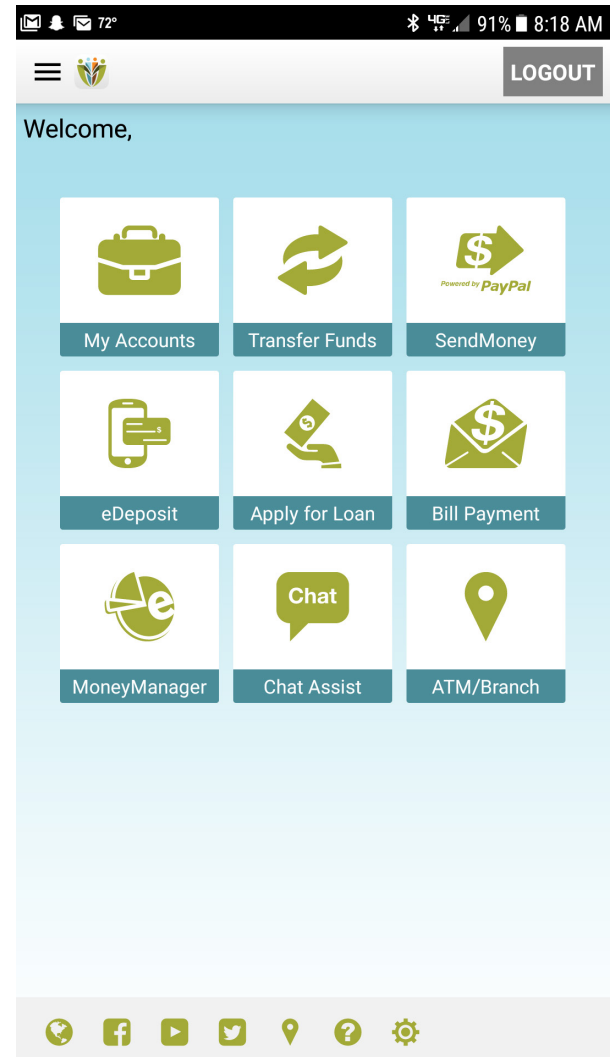 72° 4G 91% 8:18 AM
LOGOUT
Welcome,
$
Powered by PayPal
My Accounts Transfer Funds SendMoney
$ $ $
eDeposit Apply for Loan Bill Payment
e Chat
MoneyManager Chat Assist ATM/Branch
f ?